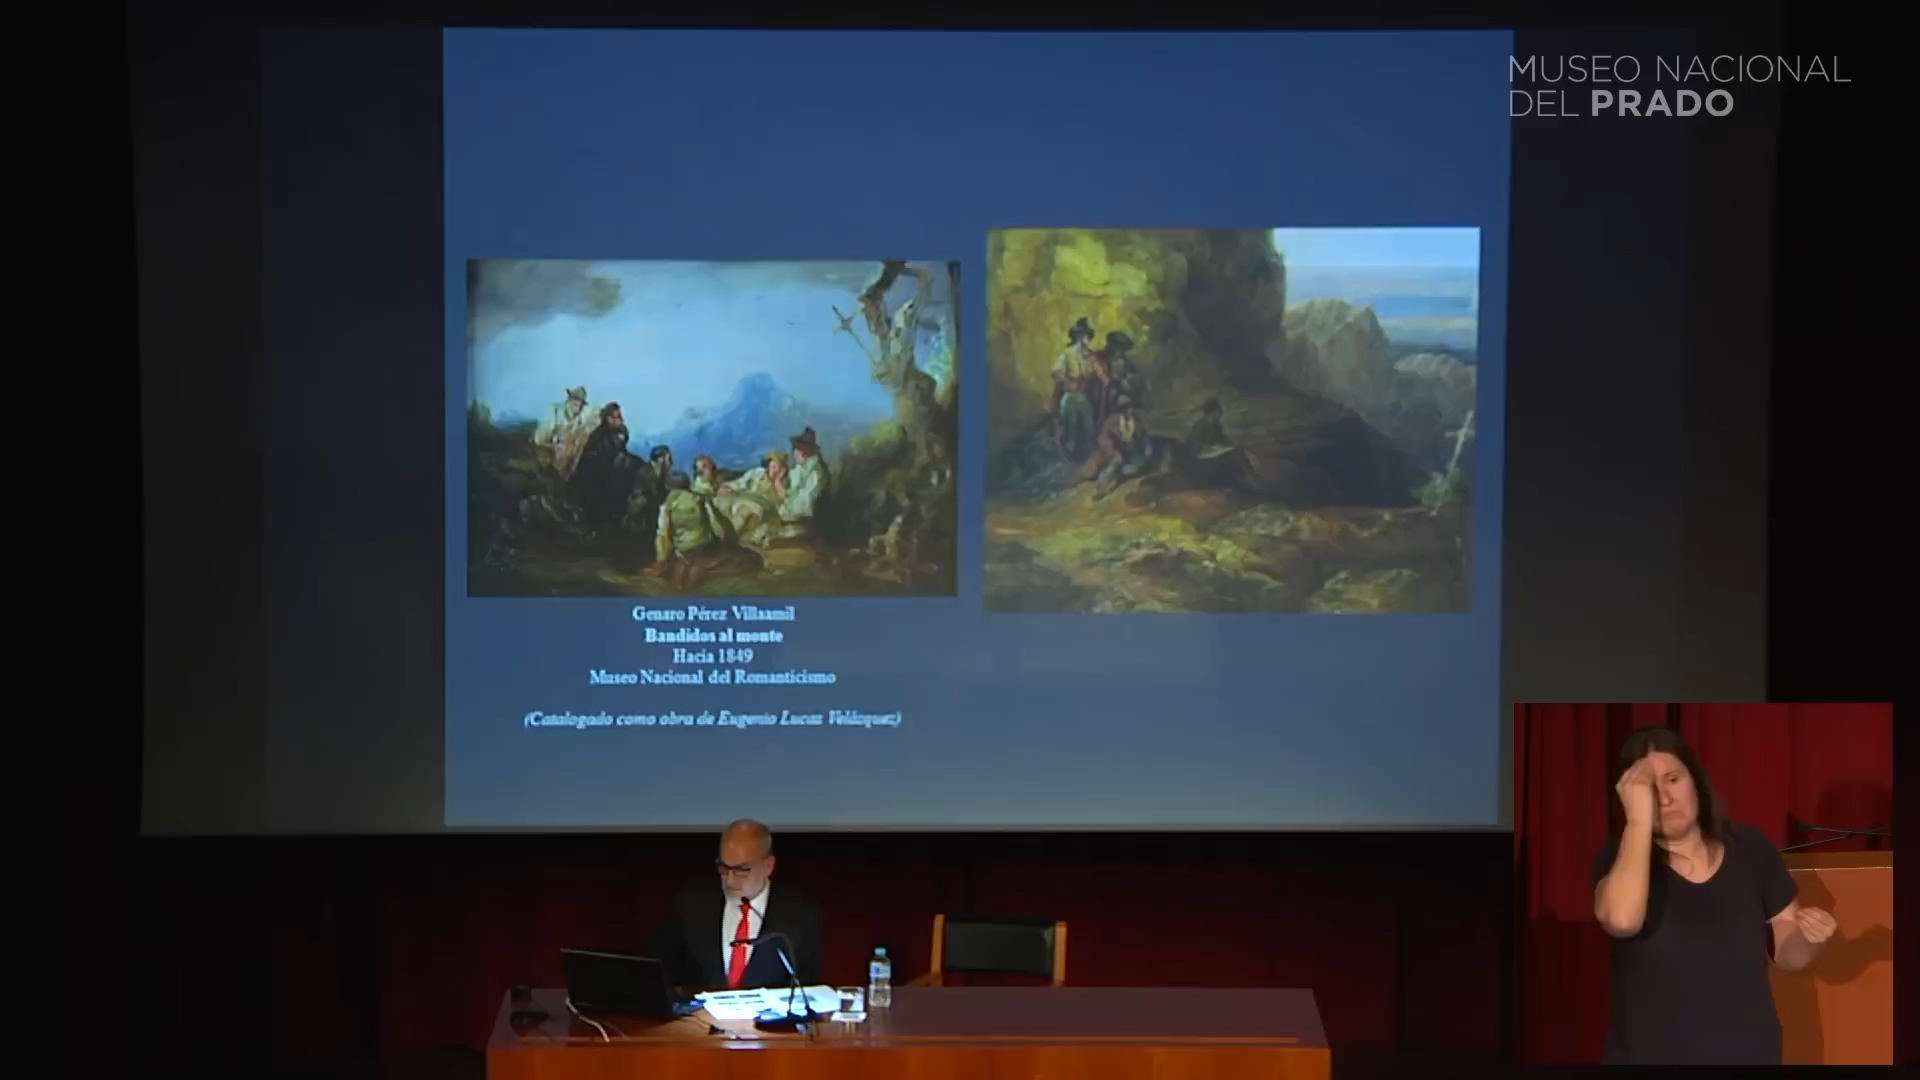 MUSEO NACIONAL
DEL PRADO
Genaro Pérez Villaamil
Bandidos al monte
Hacia 1849
Museo Nacional del Romanticismo
(Catalogado como obra de Eugenio Lucas Velázquez)